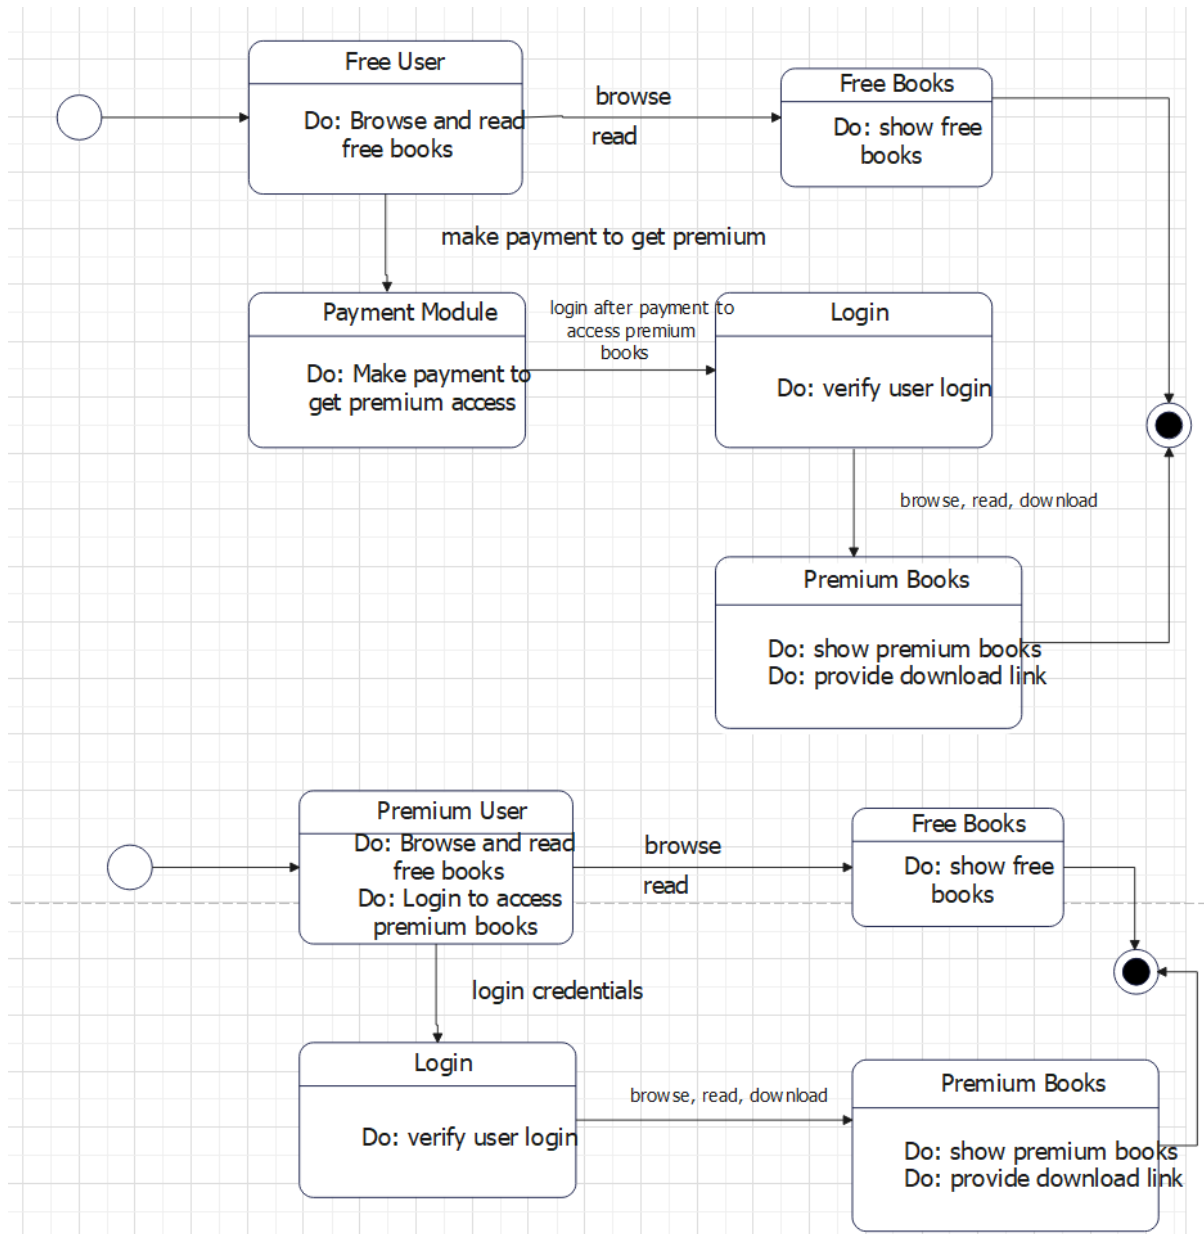 Free User
Do: Browse and read
free books
browse
read
Free Books
Do: show free
books
make payment to get premium
Payment Module
Do: Make payment to
get premium access
login after payment to
access premium
books
Login
Do: verify user login
browse, read, download
Premium Books
Do: show premium books
Do: provide download link
Premium User
Do: Browse and read
free books
Do: Login to access
premium books
browse
read
Free Books
Do: show free
books
login credentials
Login
Do: verify user login
browse, read, download
Premium Books
Do: show premium books
Do: provide download link